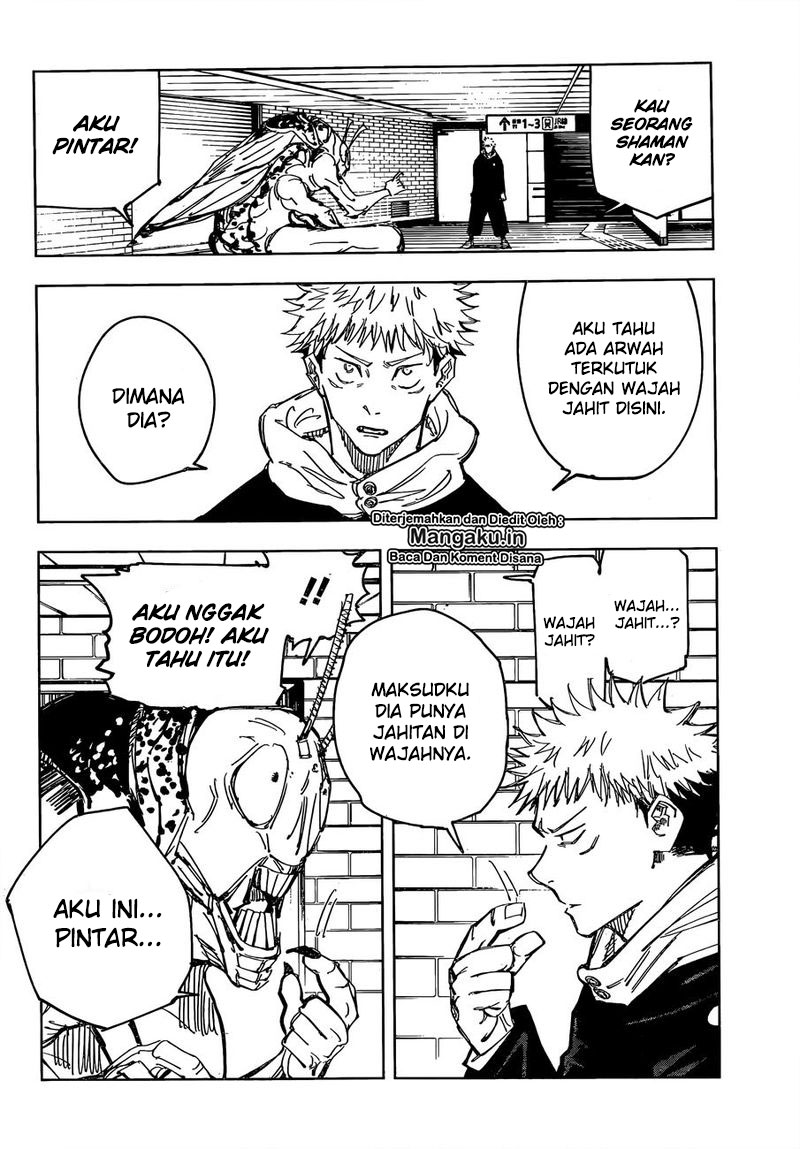 KAU
SEORANG
SHAMAN
KAN?
1~3
AKU
PINTAR!
AKU TAHU
ADA ARWAH
TERKUTUK
DENGAN WAJAH
JAHIT DISINI.
DIMANA
DIA?
Diterjemahkan dan Diedit Oleh :
Mangaku.in
Baca Dan Koment Disana
WAJAH...
JAHIT...?
WAJAH
JAHIT?
MAKSUDKU
DIA PUNYA
JAHITAN DI
WAJAHNYA.
!!
AKU NGGAK
BODOH! AKU
TAHU ITU!
AKU INI...
PINTAR...